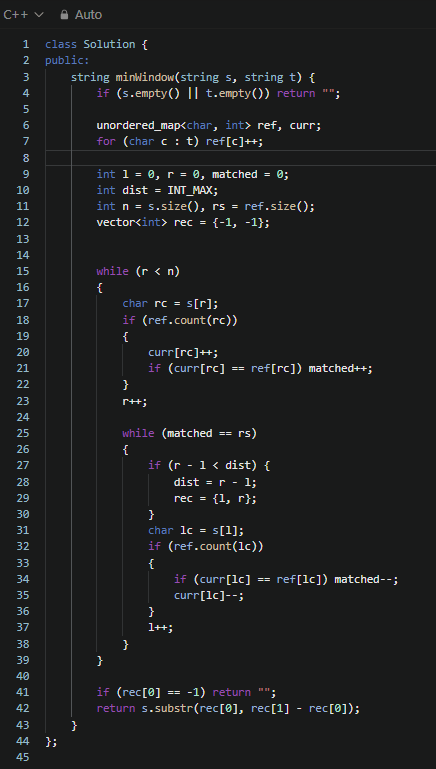 C++ Auto
1 class Solution {
2 public:
3     string minWindow(string s, string t) {
4         if (s.empty() || t.empty()) return "";
5
6         unordered_map<char, int> ref, curr;
7         for (char c : t) ref[c]++;
8
9         int l = 0, r = 0, matched = 0;
10         int dist = INT_MAX;
11         int n = s.size(), rs = ref.size();
12         vector<int> rec = {-1, -1};
13
14
15         while (r < n)
16         {
17             char rc = s[r];
18             if (ref.count(rc))
19             {
20                 curr[rc]++;
21                 if (curr[rc] == ref[rc]) matched++;
22             }
23             r++;
24
25             while (matched == rs)
26             {
27                 if (r - l < dist) {
28                     dist = r - l;
29                     rec = {l, r};
30                 }
31                 char lc = s[l];
32                 if (ref.count(lc))
33                 {
34                     if (curr[lc] == ref[lc]) matched--;
35                     curr[lc]--;
36                 }
37                 l++;
38             }
39         }
40
41         if (rec[0] == -1) return "";
42         return s.substr(rec[0], rec[1] - rec[0]);
43     }
44 };
45